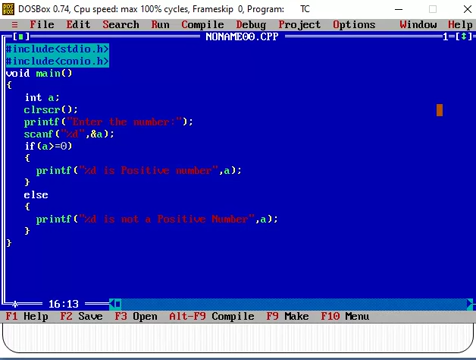 DOSBox 0.74, Cpu speed: max 100% cycles, Frameskip 0, Program: TC
File Edit Search Run Compile Debug Project Options Window Help
NONAME00.CPP 1
#include<stdio.h>
#include<conio.h>
void main()
{
int a;
clrscr();
printf("Enter the number:");
scanf("%d",&a);
if(a>=0)
{
printf("%d is Positive number",a);
}
else
{
printf("%d is not a Positive Number",a);
}
}
16:13
F1 Help F2 Save F3 Open Alt-F9 Compile F9 Make F10 Menu